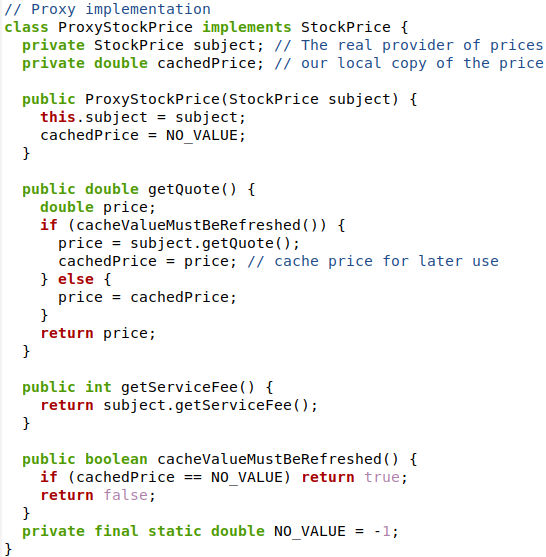 // Proxy implementation
class ProxyStockPrice implements StockPrice {
  private StockPrice subject; // The real provider of prices
  private double cachedPrice; // our local copy of the price

  public ProxyStockPrice(StockPrice subject) {
    this.subject = subject;
    cachedPrice = NO_VALUE;
  }

  public double getQuote() {
    double price;
    if (cacheValueMustBeRefreshed()) {
      price = subject.getQuote();
      cachedPrice = price; // cache price for later use
    } else {
      price = cachedPrice;
    }
    return price;
  }

  public int getServiceFee() {
    return subject.getServiceFee();
  }

  public boolean cacheValueMustBeRefreshed() {
    if (cachedPrice == NO_VALUE) return true;
    return false;
  }
  private final static double NO_VALUE = -1;
}